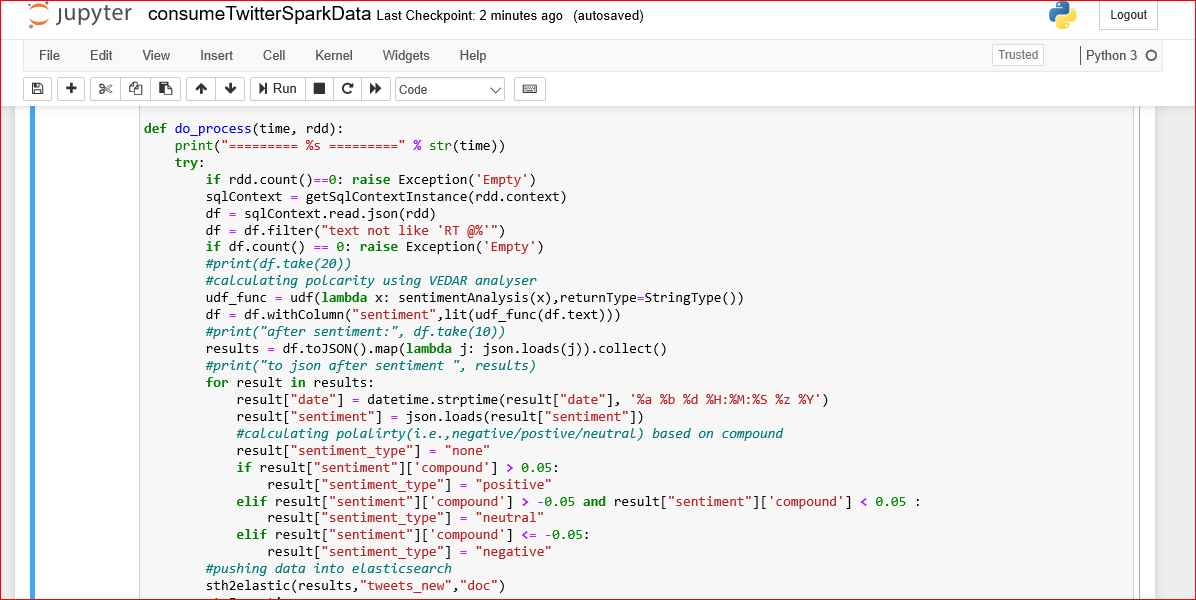 jupyter consumeTwitterSparkData Last Checkpoint: 2 minutes ago (autosaved) Logout
File Edit View Insert Cell Kernel Widgets Help Trusted Python 3
Run Code
def do_process(time, rdd):
    print("========= %s =========" % str(time))
    try:
        if rdd.count()==0: raise Exception('Empty')
        sqlContext = getSqlContextInstance(rdd.context)
        df = sqlContext.read.json(rdd)
        df = df.filter("text not like 'RT @%'")
        if df.count() == 0: raise Exception('Empty')
        #print(df.take(20))
        #calculating polcarity using VEDAR analyser
        udf_func = udf(lambda x: sentimentAnalysis(x),returnType=StringType())
        df = df.withColumn("sentiment",lit(udf_func(df.text)))
        #print("after sentiment:", df.take(10))
        results = df.toJSON().map(lambda j: json.loads(j)).collect()
        #print("to json after sentiment ", results)
        for result in results:
            result["date"] = datetime.strptime(result["date"], '%a %b %d %H:%M:%S %z %Y')
            result["sentiment"] = json.loads(result["sentiment"])
            #calculating polalirty(i.e.,negative/postive/neutral) based on compound
            result["sentiment_type"] = "none"
            if result["sentiment"]['compound'] > 0.05:
                result["sentiment_type"] = "positive"
            elif result["sentiment"]['compound'] > -0.05 and result["sentiment"]['compound'] < 0.05 :
                result["sentiment_type"] = "neutral"
            elif result["sentiment"]['compound'] <= -0.05:
                result["sentiment_type"] = "negative"
        #pushing data into elasticsearch
        sth2elastic(results,"tweets_new","doc")